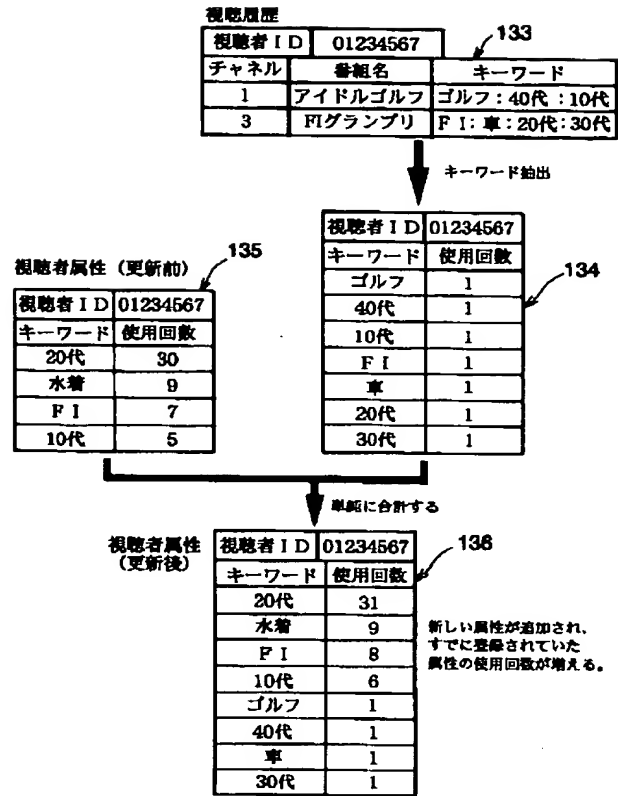 視聴履歴
視聴者ID 01234567
133
チャネル 番組名 キーワード
1 アイドルゴルフ ゴルフ：40代：10代
3 FIグランプリ FI：車：20代：30代
キーワード抽出
視聴者ID 01234567
キーワード 使用回数
134
ゴルフ 1
40代 1
10代 1
FI 1
車 1
20代 1
30代 1
視聴者属性（更新前）
135
視聴者ID 01234567
キーワード 使用回数
20代 30
水着 9
FI 7
10代 5
単純に合計する
視聴者属性
（更新後）
視聴者ID 01234567
136
キーワード 使用回数
20代 31
水着 9
FI 8
10代 6
ゴルフ 1
40代 1
車 1
30代 1
新しい属性が追加され、
すでに登録されていた
属性の使用回数が増える。